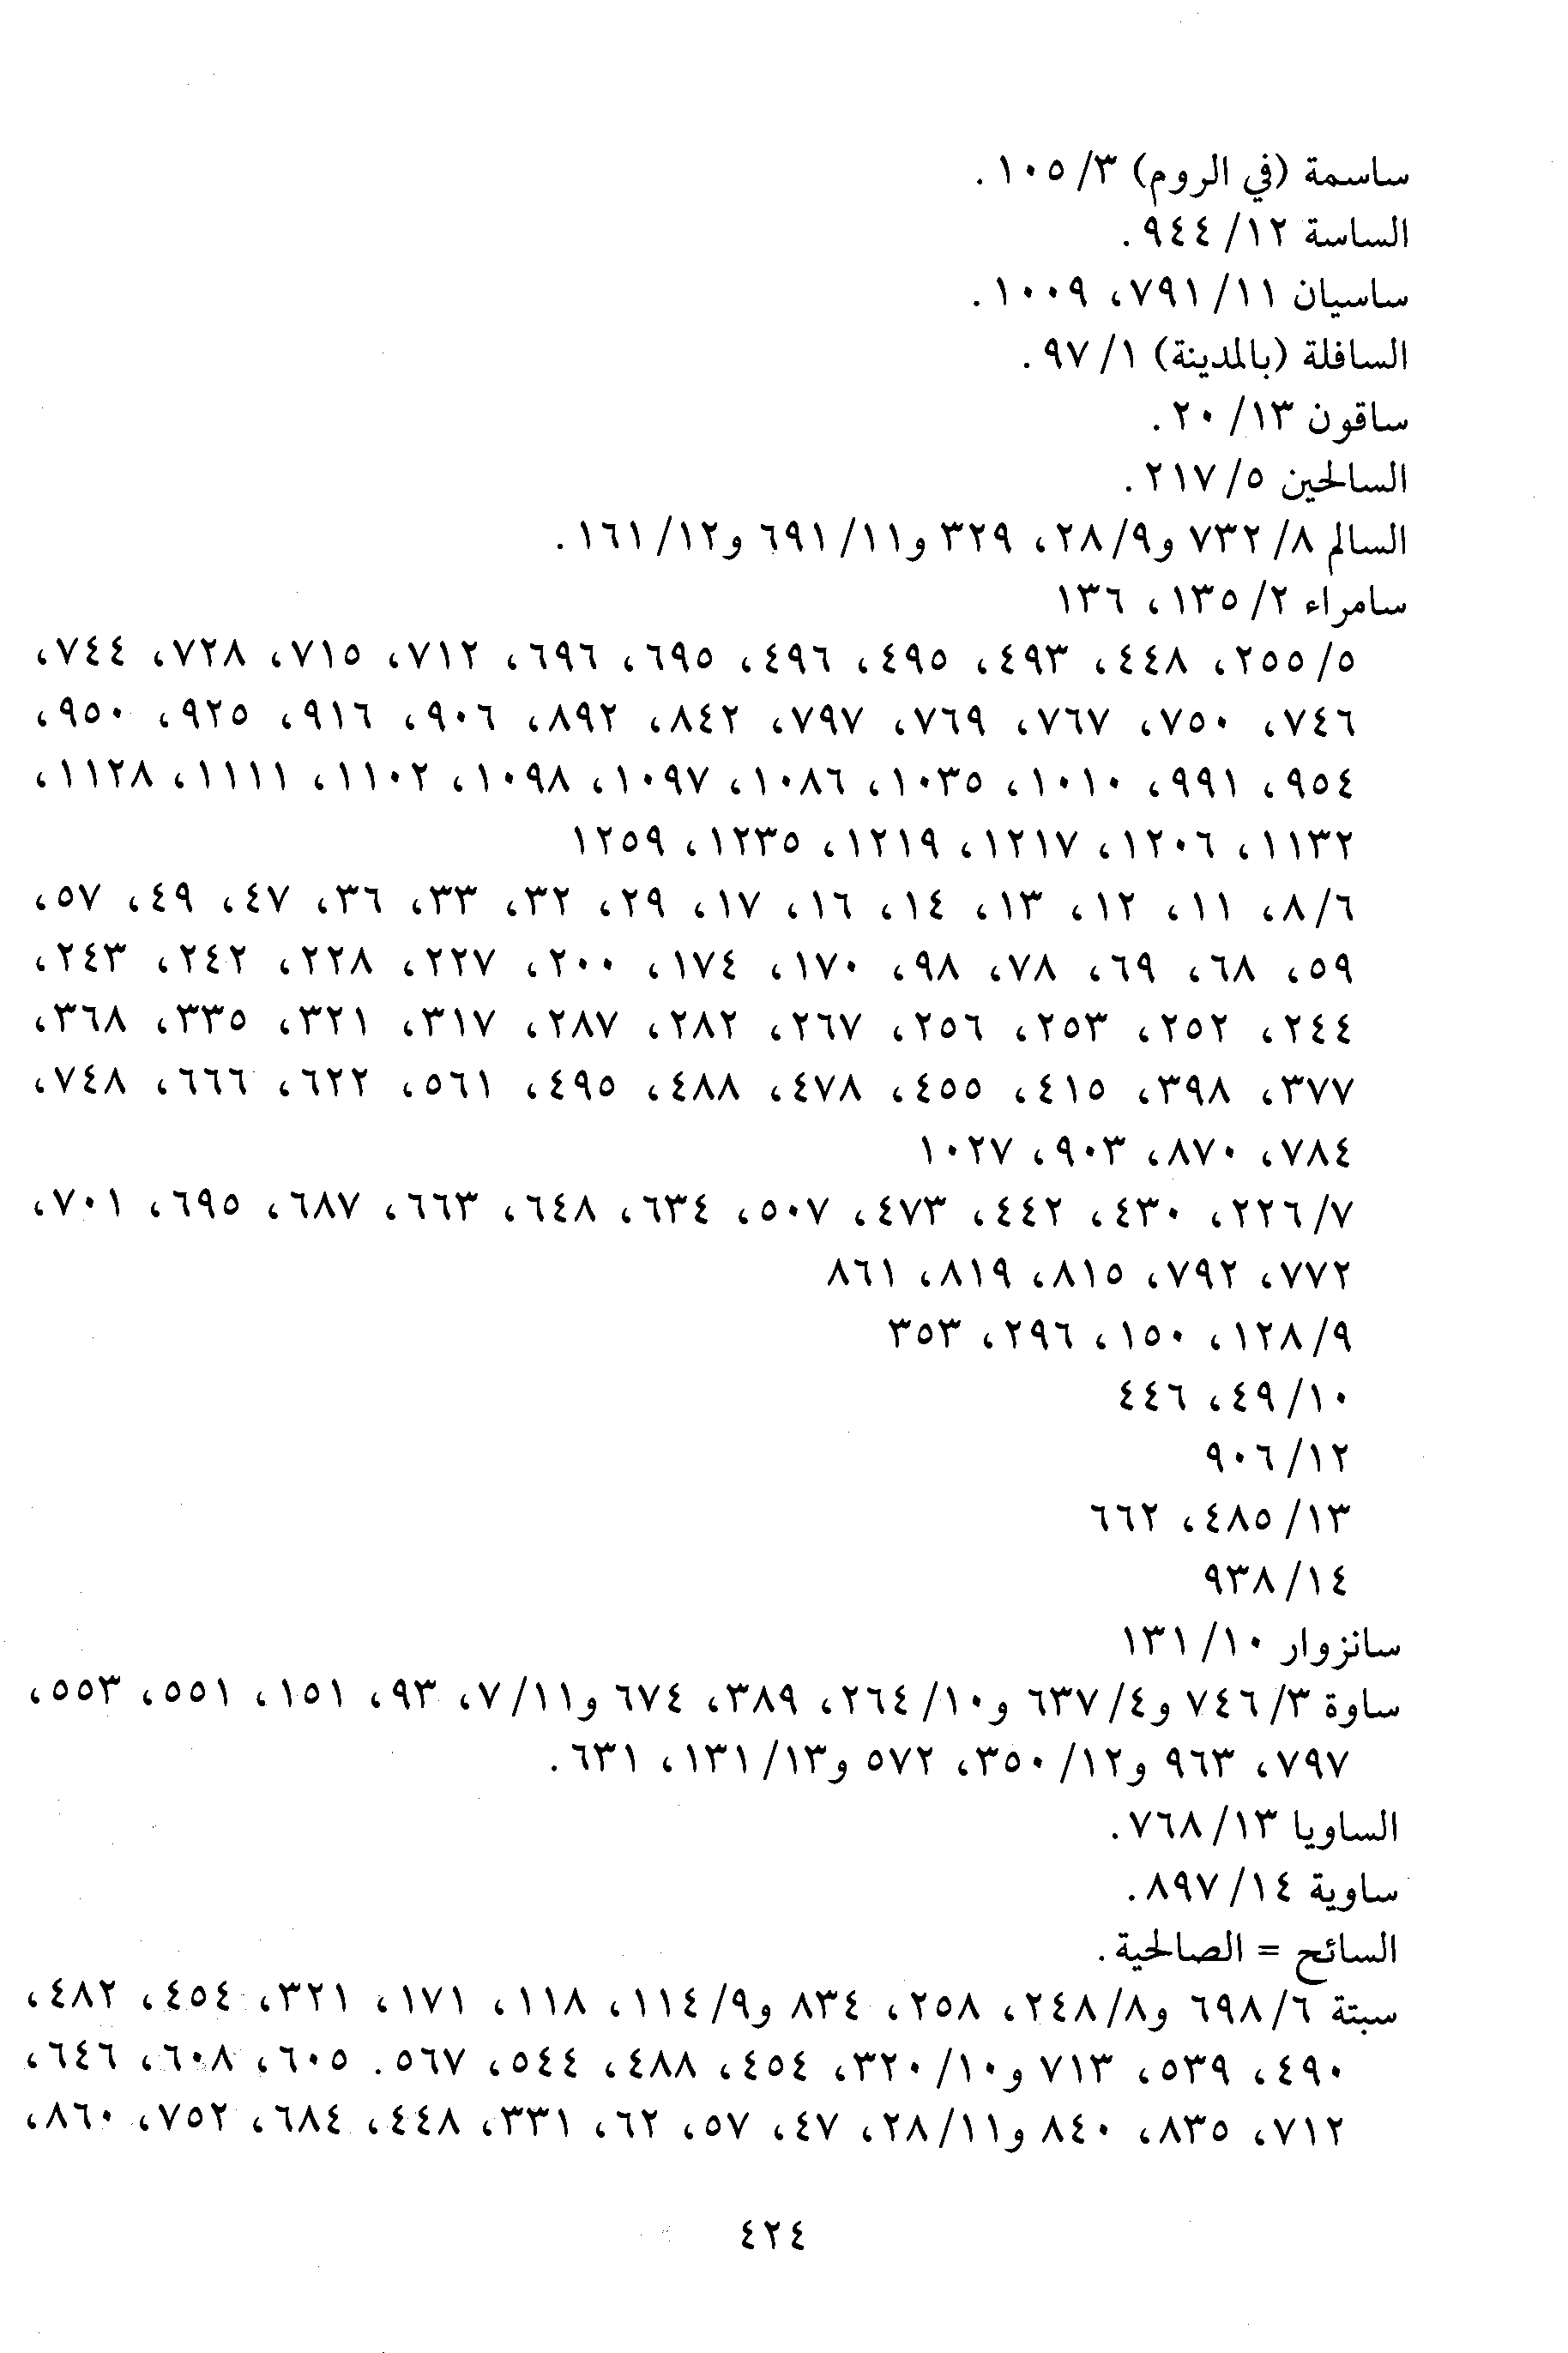 ساسمة (في الروم) ٣/ ١٠٥ .
الساسة ١٢/ ٩٤٤ .
ساسيان ١١/ ٧٩١، ١٠٠٩ .
السافلة (بالمدينة) ١/ ٩٧ .
ساقون ١٣/ ٢٠ .
السالحين ٥/ ٢١٧ .
السالم ٨/ ٧٣٢ و٩/ ٢٨، ٣٢٩ و١١/ ٦٩١ و١٢/ ١٦١ .
سامراء ٢/ ١٣٥، ١٣٦
٥/ ٢٥٥، ٤٤٨، ٤٩٣، ٤٩٥، ٤٩٦، ٦٩٥، ٦٩٦، ٧١٢، ٧١٥، ٧٢٨، ٧٤٤،
٧٤٦، ٧٥٠، ٧٦٧، ٧٦٩، ٧٩٧، ٨٤٢، ٨٩٢، ٩٠٦، ٩١٦، ٩٢٥، ٩٥٠،
٩٥٤، ٩٩١، ١٠١٠، ١٠٣٥، ١٠٨٦، ١٠٩٧، ١٠٩٨، ١١٠٢، ١١١١، ١١٢٨،
١١٣٢، ١٢٠٦، ١٢١٧، ١٢١٩، ١٢٣٥، ١٢٥٩
٦/ ٨، ١١، ١٢، ١٣، ١٤، ١٦، ١٧، ٢٩، ٣٢، ٣٣، ٣٦، ٤٧، ٤٩، ٥٧،
٥٩، ٦٨، ٦٩، ٧٨، ٩٨، ١٧٠، ١٧٤، ٢٠٠، ٢٢٧، ٢٢٨، ٢٤٢، ٢٤٣،
٢٤٤، ٢٥٢، ٢٥٣، ٢٥٦، ٢٦٧، ٢٨٢، ٢٨٧، ٣١٧، ٣٢١، ٣٣٥، ٣٦٨،
٣٧٧، ٣٩٨، ٤١٥، ٤٥٥، ٤٧٨، ٤٨٨، ٤٩٥، ٥٦١، ٦٢٢، ٦٦٦، ٧٤٨،
٧٨٤، ٨٧٠، ٩٠٣، ١٠٢٧
٧/ ٢٢٦، ٤٣٠، ٤٤٢، ٤٧٣، ٥٠٧، ٦٣٤، ٦٤٨، ٦٦٣، ٦٨٧، ٦٩٥، ٧٠١،
٧٧٢، ٧٩٢، ٨١٥، ٨١٩، ٨٦١
٩/ ١٢٨، ١٥٠، ٢٩٦، ٣٥٣
١٠/ ٤٩، ٤٤٦
١٢/ ٩٠٦
١٣/ ٤٨٥، ٦٦٢
١٤/ ٩٣٨
سانزوار ١٠/ ١٣١
ساوة ٣/ ٧٤٦ و٤/ ٦٣٧ و١٠/ ٢٦٤، ٣٨٩، ٦٧٤ و١١/ ٧، ٩٣، ١٥١، ٥٥١، ٥٥٣،
٧٩٧، ٩٦٣ و١٢/ ٣٥٠، ٥٧٢ و١٣/ ١٣١، ٦٣١ .
الساويا ١٣/ ٧٦٨ .
ساوية ١٤/ ٨٩٧ .
السائح = الصالحية .
سبتة ٦/ ٦٩٨ و٨/ ٢٤٨، ٢٥٨، ٨٣٤ و٩/ ١١٤، ١١٨، ١٧١، ٣٢١، ٤٥٤، ٤٨٢،
٤٩٠، ٥٣٩، ٧١٣ و١٠/ ٣٢٠، ٤٥٤، ٤٨٨، ٥٤٤، ٥٦٧ . ٦٠٥، ٦٠٨، ٦٤٦،
٧١٢، ٨٣٥، ٨٤٠ و١١/ ٢٨، ٤٧، ٥٧، ٦٢، ٣٣١، ٤٤٨، ٦٨٤، ٧٥٢، ٨٦٠،
٤٢٤